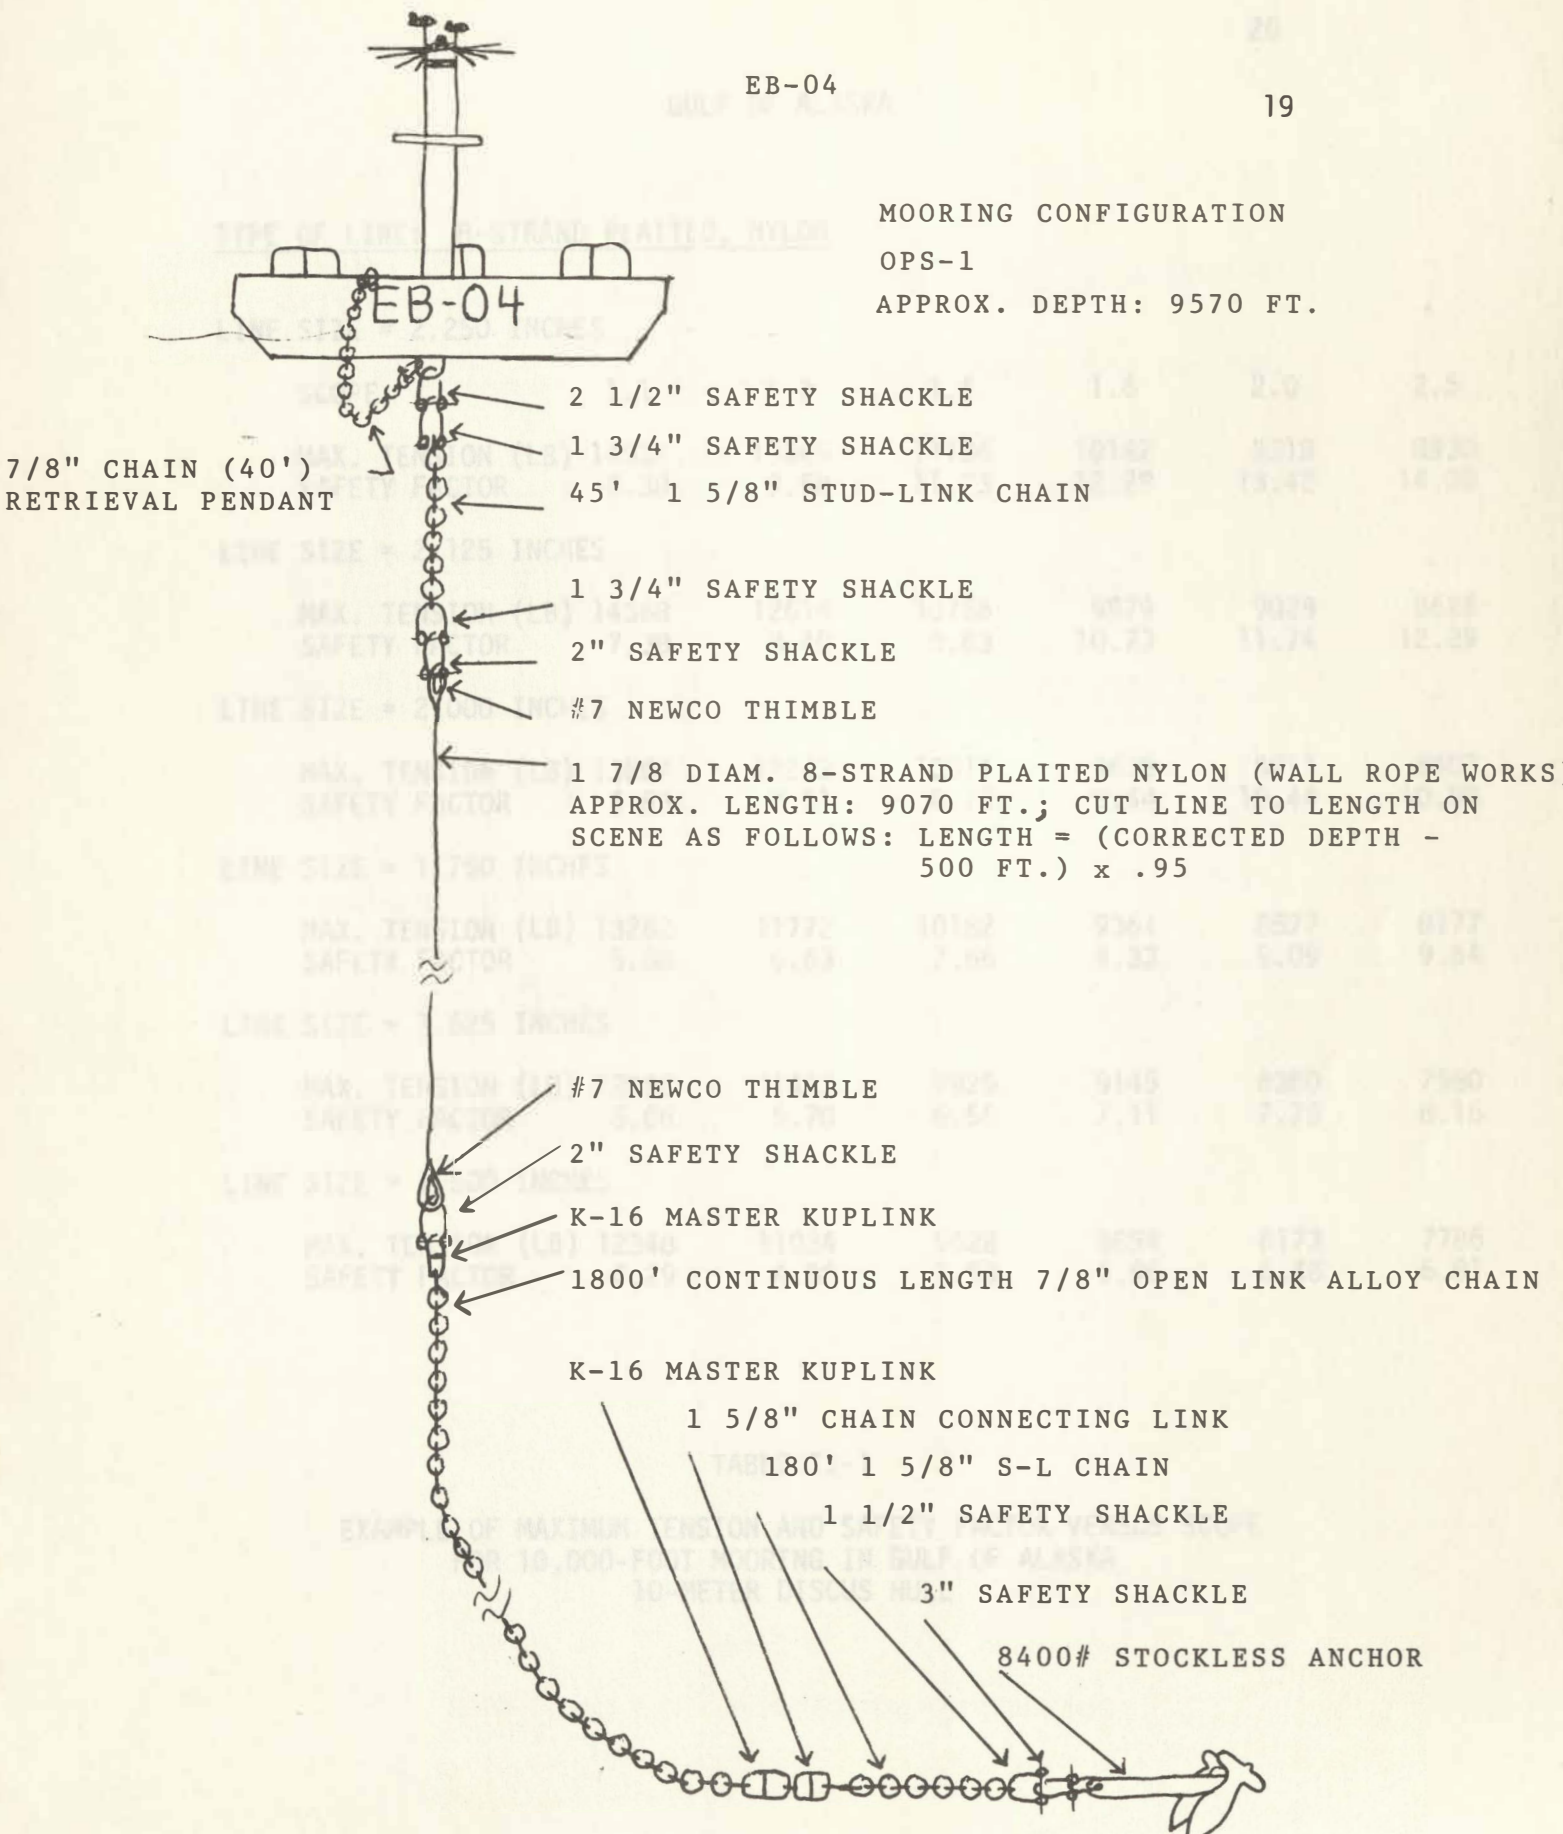 EB-04
19
MOORING CONFIGURATION
OPS-1
APPROX. DEPTH: 9570 FT.
EB-04
2 1/2" SAFETY SHACKLE
1 3/4" SAFETY SHACKLE
7/8" CHAIN (40')
RETRIEVAL PENDANT
45' 1 5/8" STUD-LINK CHAIN
1 3/4" SAFETY SHACKLE
2" SAFETY SHACKLE
#7 NEWCO THIMBLE
1 7/8 DIAM. 8-STRAND PLAITED NYLON (WALL ROPE WORKS)
APPROX. LENGTH: 9070 FT.; CUT LINE TO LENGTH ON
SCENE AS FOLLOWS: LENGTH = (CORRECTED DEPTH -
500 FT.) x .95
#7 NEWCO THIMBLE
2" SAFETY SHACKLE
K-16 MASTER KUPLINK
1800' CONTINUOUS LENGTH 7/8" OPEN LINK ALLOY CHAIN
K-16 MASTER KUPLINK
1 5/8" CHAIN CONNECTING LINK
180' 1 5/8" S-L CHAIN
1 1/2" SAFETY SHACKLE
3" SAFETY SHACKLE
8400# STOCKLESS ANCHOR